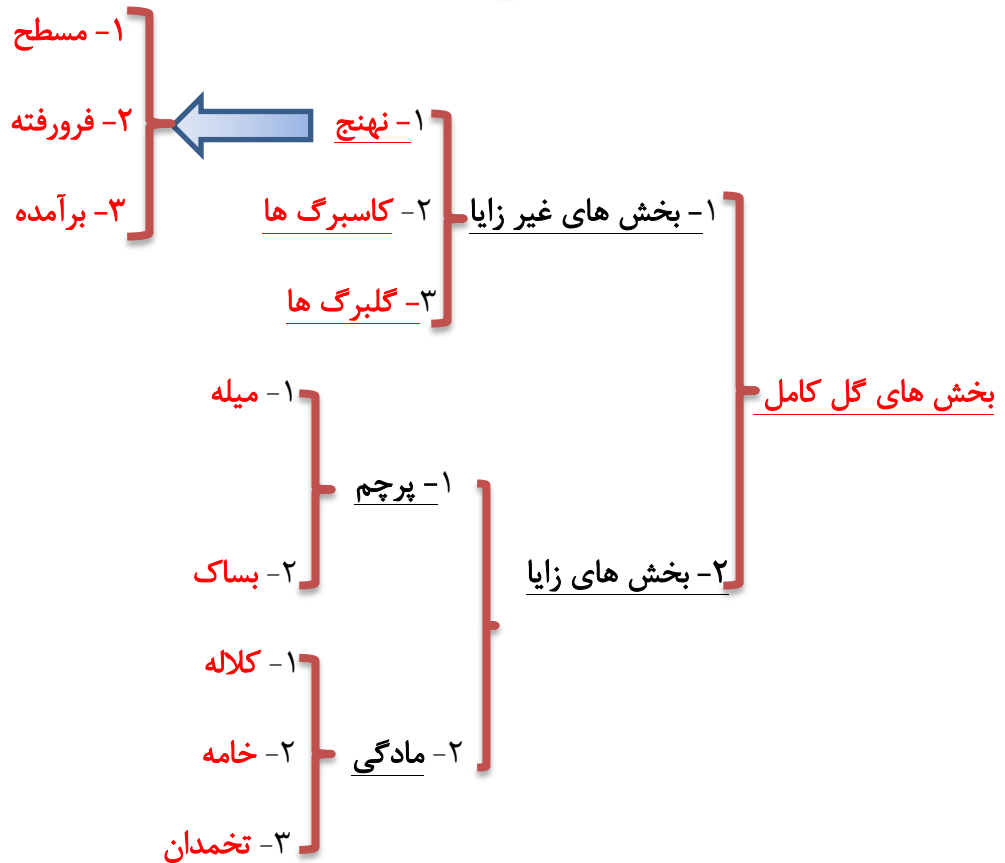 بخش های گل کامل
۱- بخش های غیر زایا
۱- نهنج
۱- مسطح
۲- فرورفته
۳- برآمده
۲- کاسبرگ ها
۳- گلبرگ ها
۲- بخش های زایا
۱- پرچم
۱- میله
۲- بساک
۲- مادگی
۱- کلاله
۲- خامه
۳- تخمدان